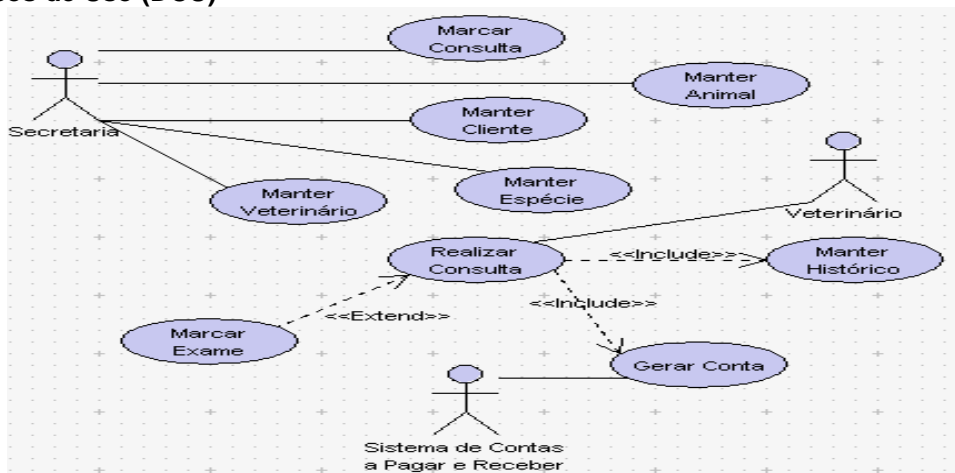 (DCU)
Marcar
Consulta
Manter
Animal
Secretaria
Manter
Cliente
Manter
Veterinário
Manter
Espécie
Veterinário
Realizar
Consulta
<<Include>>
Manter
Histórico
<<Include>>
<<Extend>>
Marcar
Exame
Gerar Conta
Sistema de Contas
a Pagar e Receber